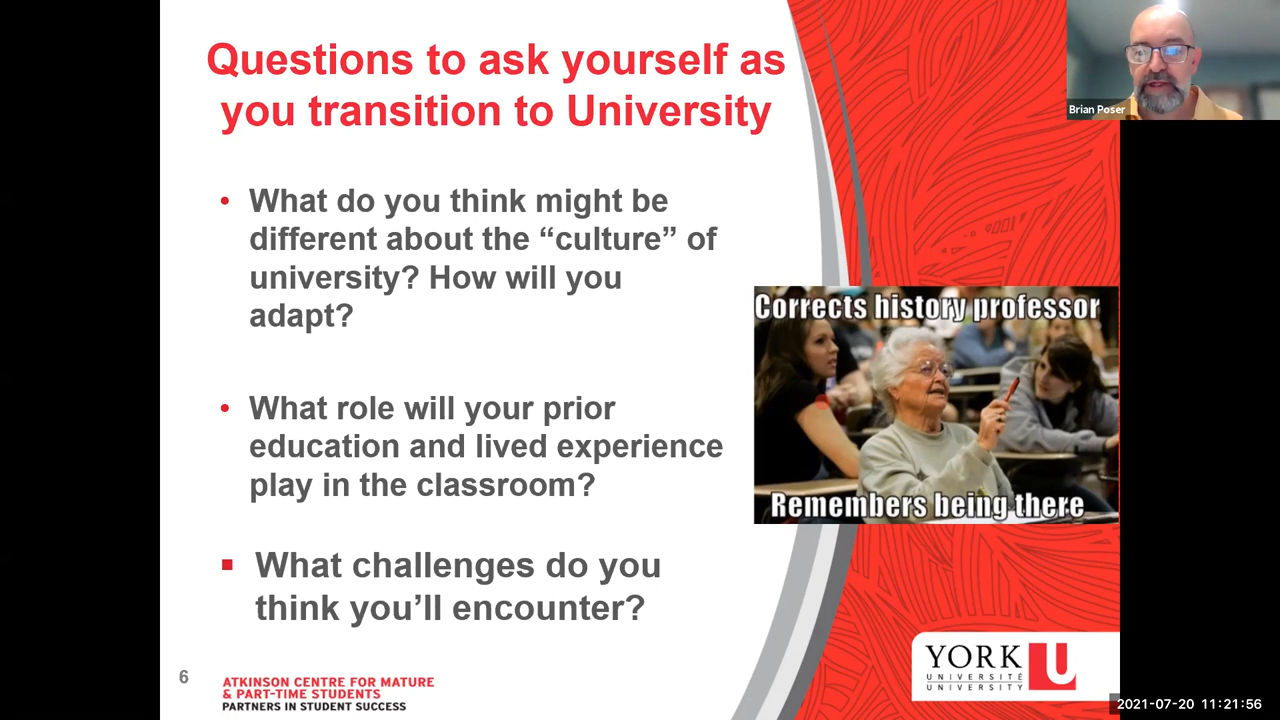 Questions to ask yourself as
you transition to University
Brian Poser
• What do you think might be
different about the “culture” of
university? How will you
adapt?
Corrects history professor
Remembers being there
• What role will your prior
education and lived experience
play in the classroom?
▪ What challenges do you
think you’ll encounter?
6
ATKINSON CENTRE FOR MATURE
& PART-TIME STUDENTS
PARTNERS IN STUDENT SUCCESS
YORK U
UNIVERSITÉ
UNIVERSITY
2021-07-20 11:21:56